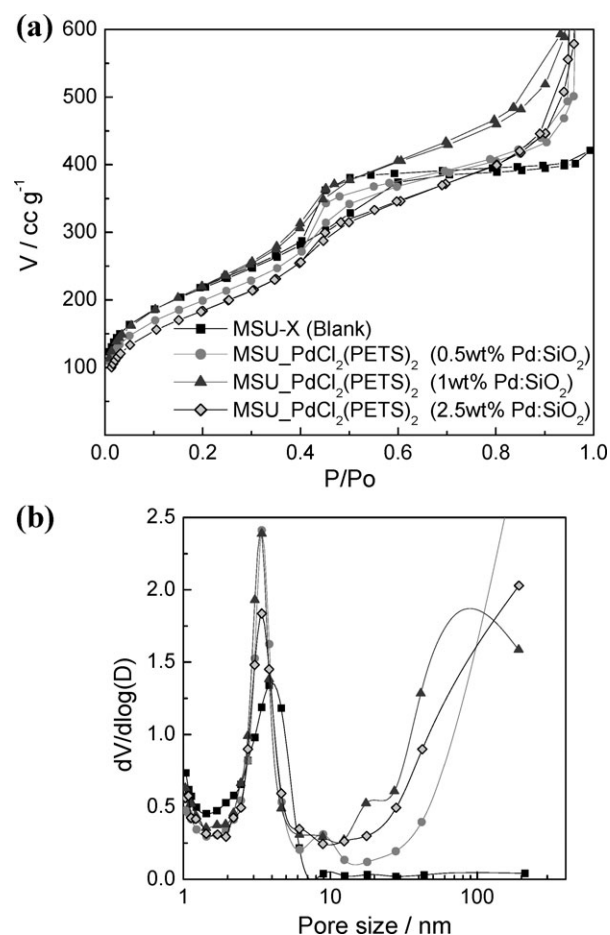 (a)
600
500
400
300
200
100
V / cc g⁻¹
MSU-X (Blank)
MSU_PdCl₂(PETS)₂ (0.5wt% Pd:SiO₂)
MSU_PdCl₂(PETS)₂ (1wt% Pd:SiO₂)
MSU_PdCl₂(PETS)₂ (2.5wt% Pd:SiO₂)
0.0 0.2 0.4 0.6 0.8 1.0
P/Po
(b)
2.5
2.0
1.5
1.0
0.5
0.0
dV/dlog(D)
1 10 100
Pore size / nm